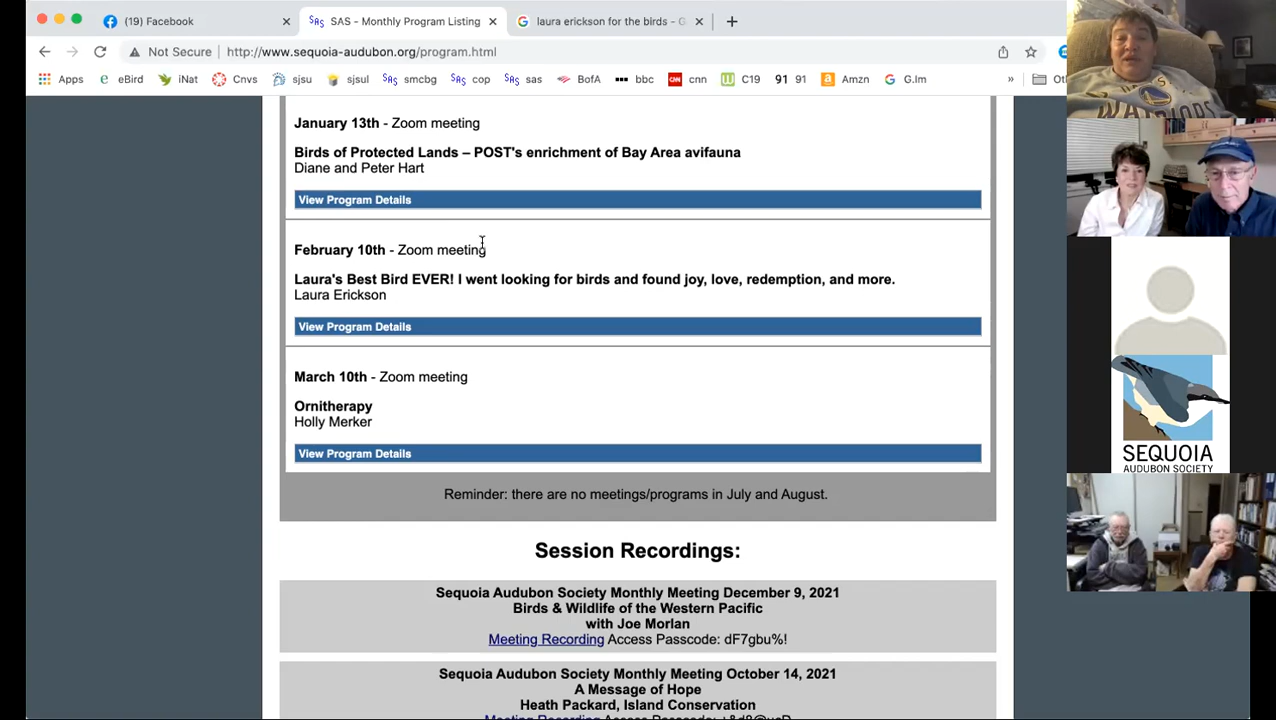 (19) Facebook
SAS - Monthly Program Listing
laura erickson for the birds - G
Not Secure
http://www.sequoia-audubon.org/program.html
Apps eBird iNat Cnvs sjsu sjsul smcbg cop sas BofA bbc cnn C19 91 91 Amzn G.lm » Oth
January 13th - Zoom meeting
Birds of Protected Lands – POST's enrichment of Bay Area avifauna
Diane and Peter Hart
View Program Details
February 10th - Zoom meeting
Laura's Best Bird EVER! I went looking for birds and found joy, love, redemption, and more.
Laura Erickson
View Program Details
March 10th - Zoom meeting
Ornitherapy
Holly Merker
View Program Details
Reminder: there are no meetings/programs in July and August.
Session Recordings:
Sequoia Audubon Society Monthly Meeting December 9, 2021
Birds & Wildlife of the Western Pacific
with Joe Morlan
Meeting Recording Access Passcode: dF7gbu%!
Sequoia Audubon Society Monthly Meeting October 14, 2021
A Message of Hope
Heath Packard, Island Conservation
Meeting Recording Access Passcode:
WARRIORS
SEQUOIA
AUDUBON SOCIETY